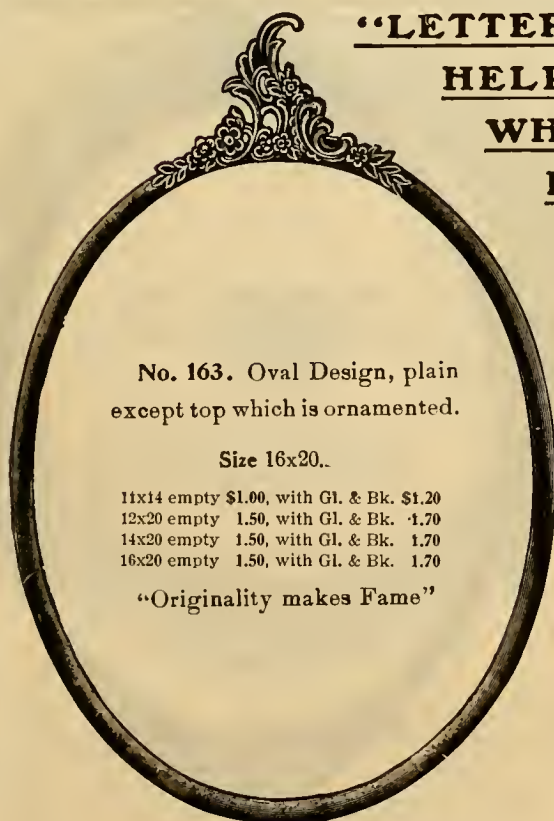 “LETTER
HELP
WH
No. 163. Oval Design, plain
except top which is ornamented.
Size 16x20..
11x14 empty $1.00, with Gl. & Bk. $1.20
12x20 empty 1.50, with Gl. & Bk. 1.70
14x20 empty 1.50, with Gl. & Bk. 1.70
16x20 empty 1.50, with Gl. & Bk. 1.70
“Originality makes Fame”